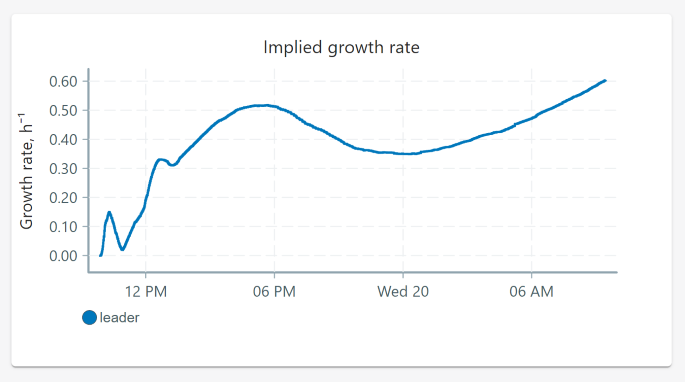 Implied growth rate
Growth rate, h⁻¹
0.60
0.50
0.40
0.30
0.20
0.10
0.00
12 PM
06 PM
Wed 20
06 AM
leader